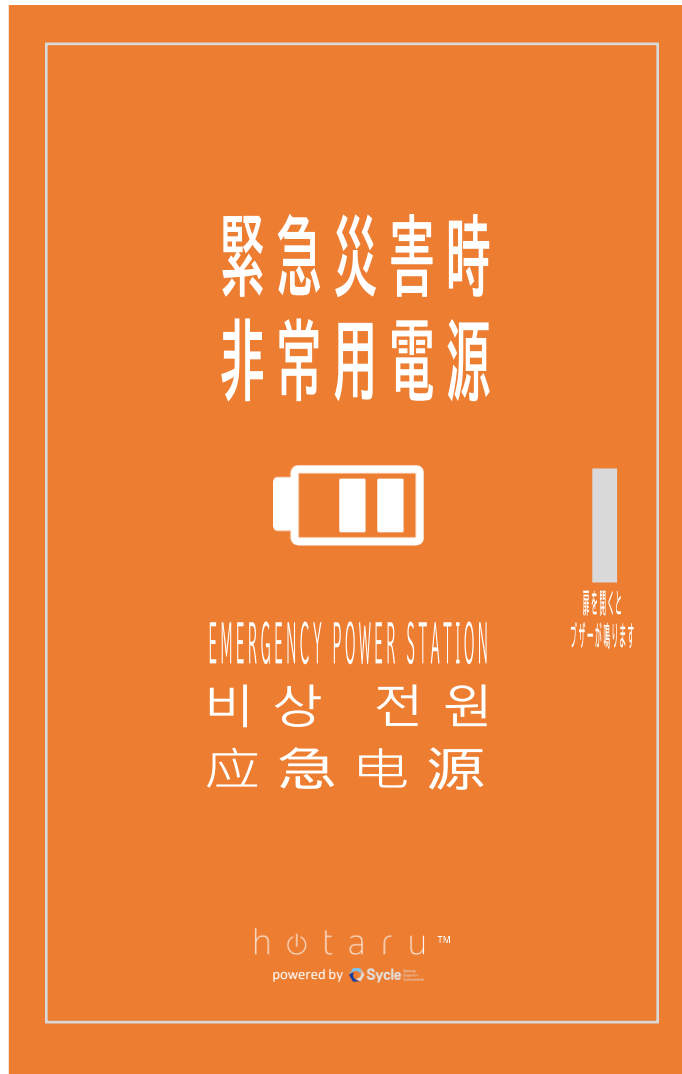 緊急災害時
非常用電源
扉を開くと
ブザーが鳴ります
EMERGENCY POWER STATION
비상 전원
应急电源
hotaru™
powered by Sycle